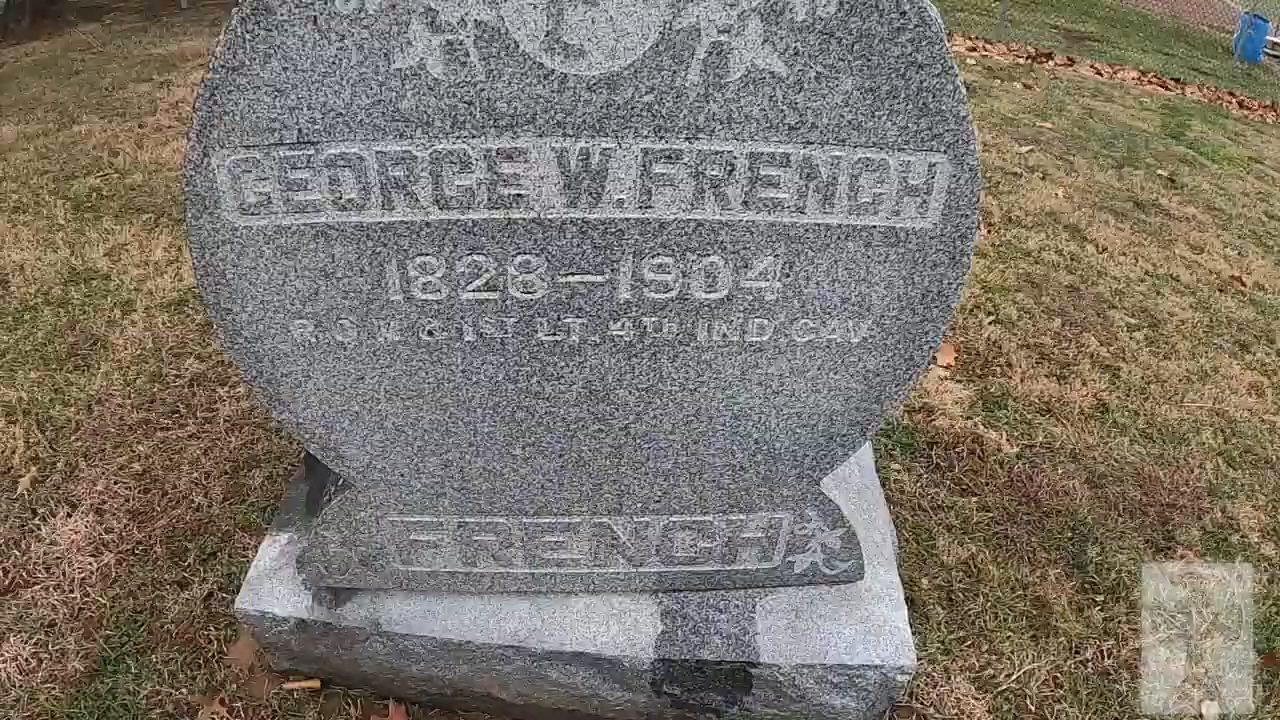 GEORGE W. FRENCH
1828–1904
R.Q.M. & 1ST LT. 4TH IND. CAV.
FRENCH